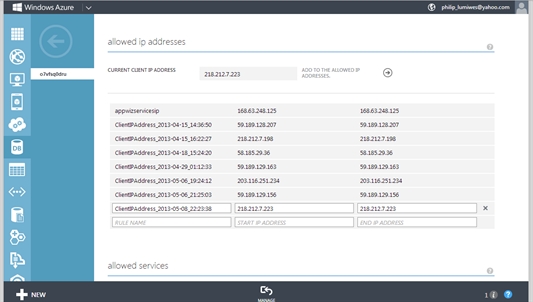 Windows Azure
philip_lumiwes@yahoo.com
o7vfsq0dru
allowed ip addresses
CURRENT CLIENT IP ADDRESS 218.212.7.223 ADD TO THE ALLOWED IP ADDRESSES.
appwizservicesip 168.63.248.125 168.63.248.125
ClientIPAddress_2013-04-15_14:36:50 59.189.128.207 59.189.128.207
ClientIPAddress_2013-04-15_16:22:27 218.212.7.198 218.212.7.198
ClientIPAddress_2013-04-18_15:24:20 58.185.29.36 58.185.29.36
ClientIPAddress_2013-04-29_01:12:33 59.189.129.163 59.189.129.163
ClientIPAddress_2013-05-06_19:24:12 203.116.251.234 203.116.251.234
ClientIPAddress_2013-05-06_21:25:03 59.189.129.156 59.189.129.156
ClientIPAddress_2013-05-08_22:23:38 218.212.7.223 218.212.7.223
RULE NAME START IP ADDRESS END IP ADDRESS
allowed services
DB
NEW
MANAGE
1